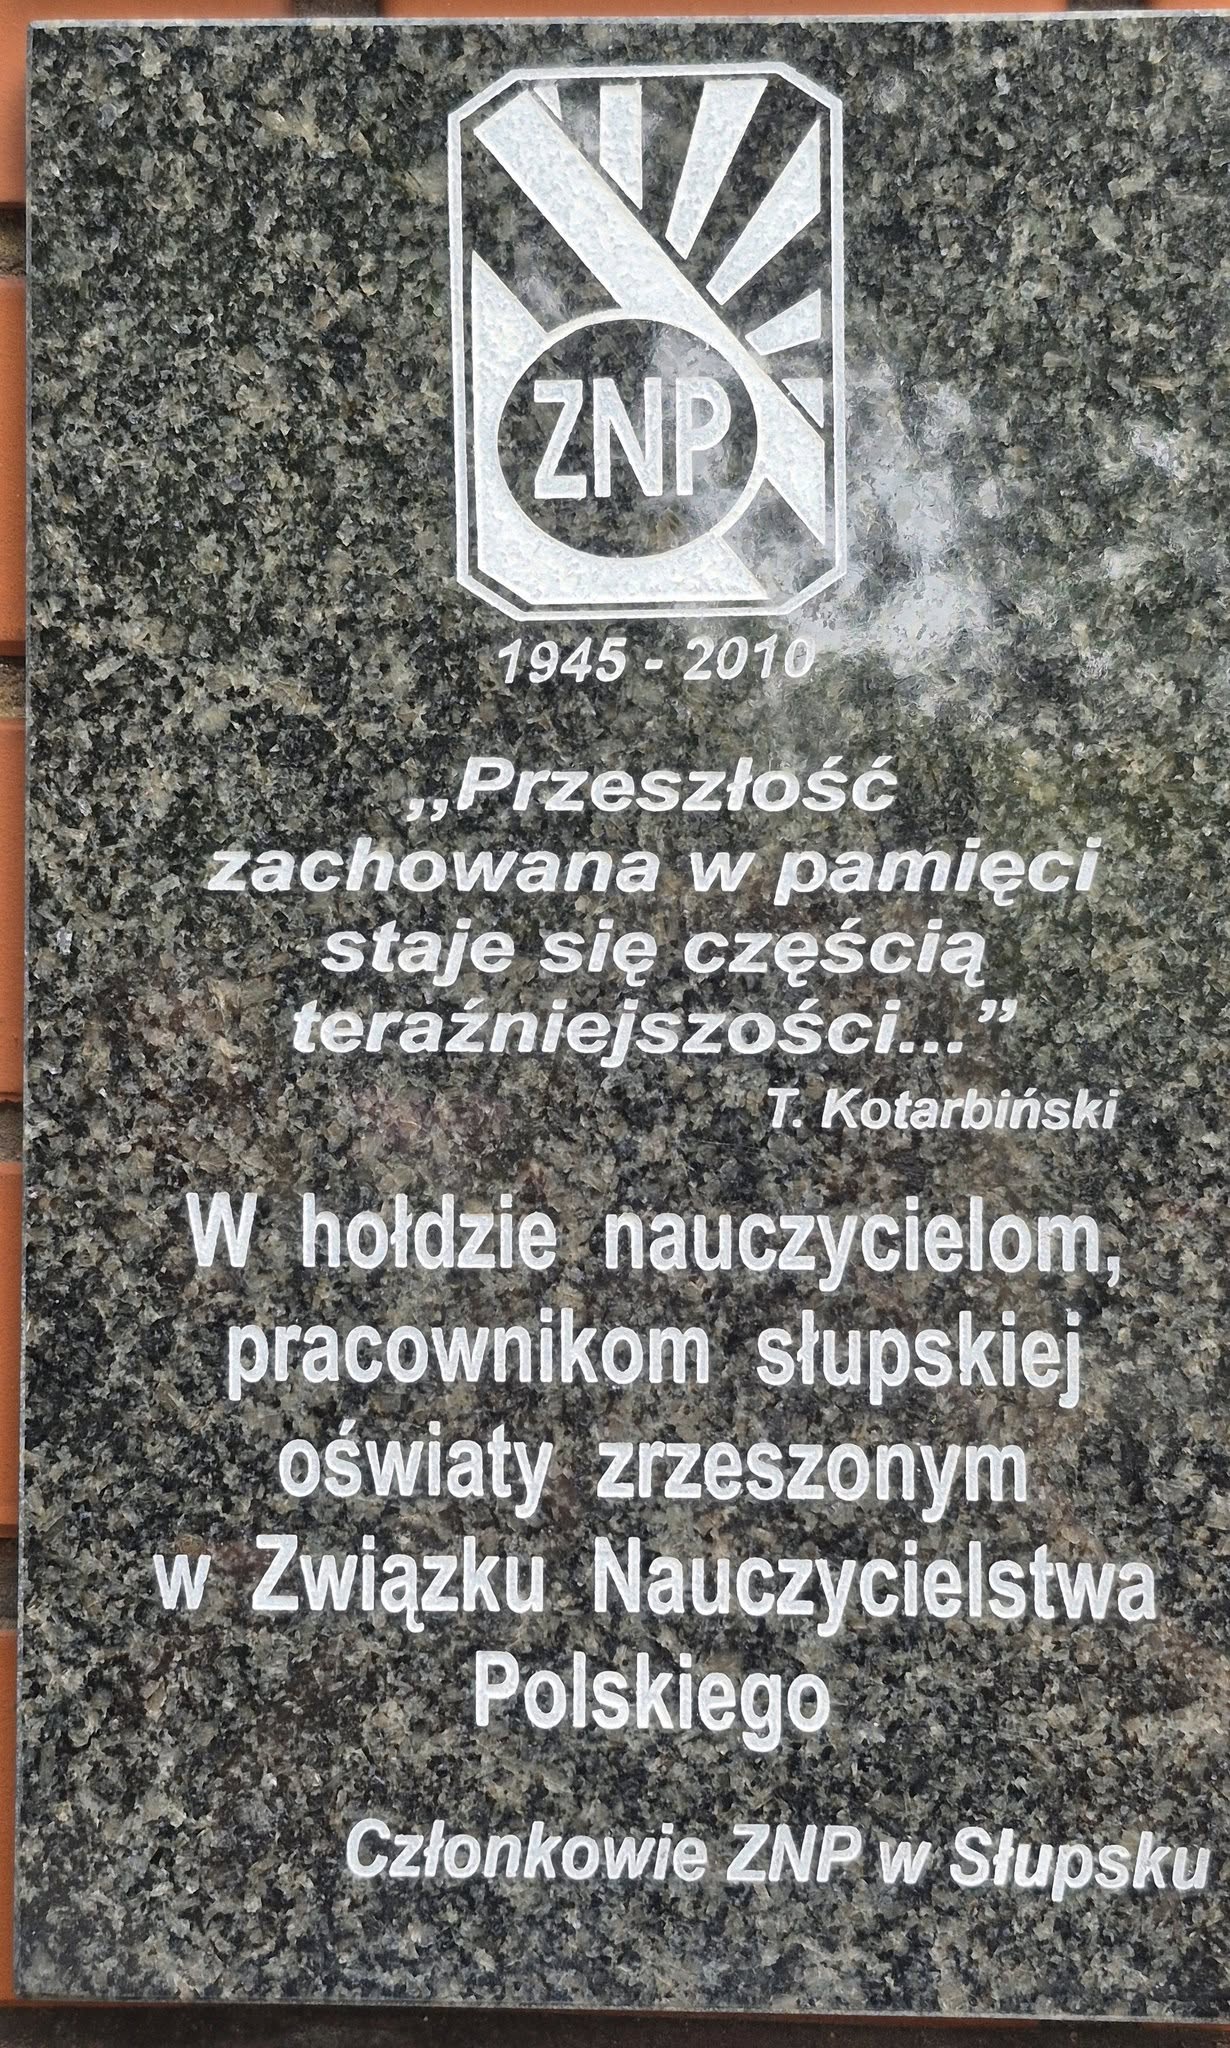 ZNP
1945 - 2010
„Przeszłość
zachowana w pamięci
staje się częścią
teraźniejszości...”
T. Kotarbiński
W hołdzie nauczycielom,
pracownikom słupskiej
oświaty zrzeszonym
w Związku Nauczycielstwa
Polskiego
Członkowie ZNP w Słupsku